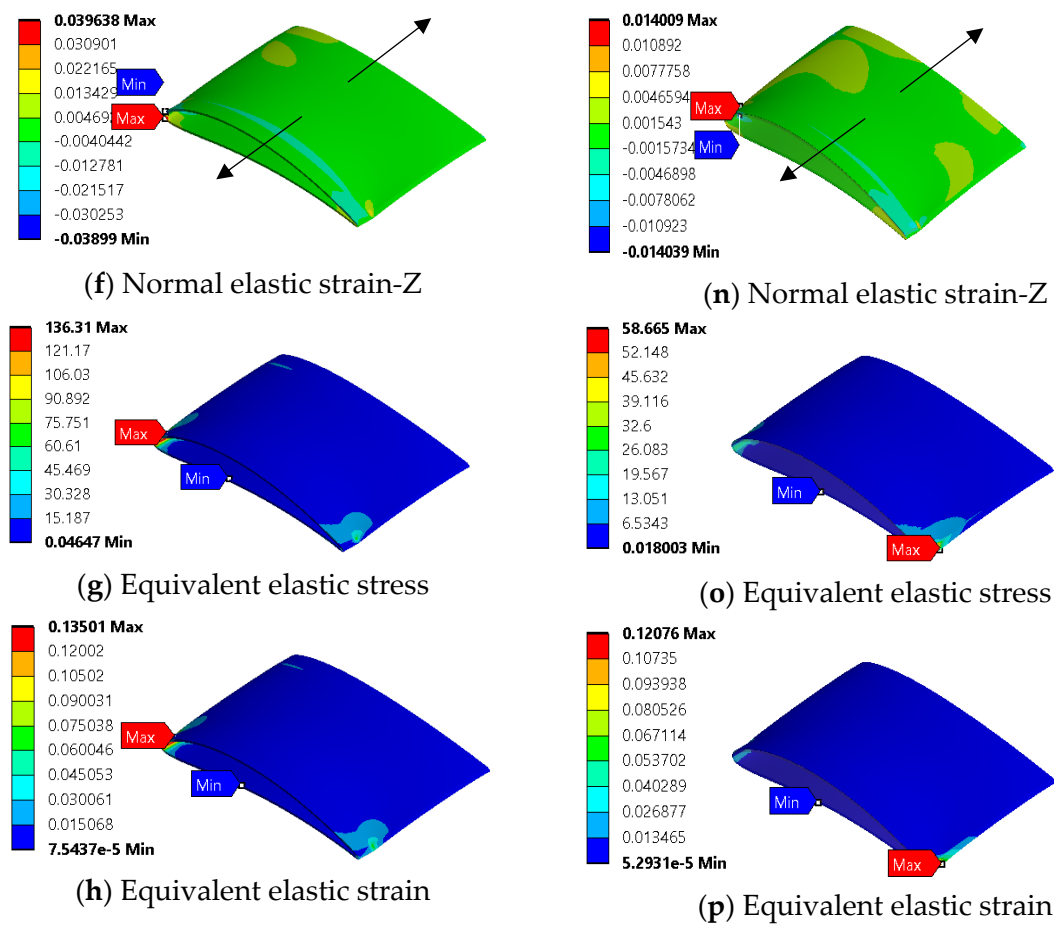 0.039638 Max
0.030901
0.022165
0.013429
0.004692
-0.0040442
-0.012781
-0.021517
-0.030253
-0.03899 Min
Min
Max
(f) Normal elastic strain-Z
0.014009 Max
0.010892
0.0077758
0.0046594
0.001543
-0.0015734
-0.0046898
-0.0078062
-0.010923
-0.014039 Min
Max
Min
(n) Normal elastic strain-Z
136.31 Max
121.17
106.03
90.892
75.751
60.61
45.469
30.328
15.187
0.04647 Min
Max
Min
(g) Equivalent elastic stress
58.665 Max
52.148
45.632
39.116
32.6
26.083
19.567
13.051
6.5343
0.018003 Min
Min
Max
(o) Equivalent elastic stress
0.13501 Max
0.12002
0.10502
0.090031
0.075038
0.060046
0.045053
0.030061
0.015068
7.5437e-5 Min
Max
Min
(h) Equivalent elastic strain
0.12076 Max
0.10735
0.093938
0.080526
0.067114
0.053702
0.040289
0.026877
0.013465
5.2931e-5 Min
Min
Max
(p) Equivalent elastic strain